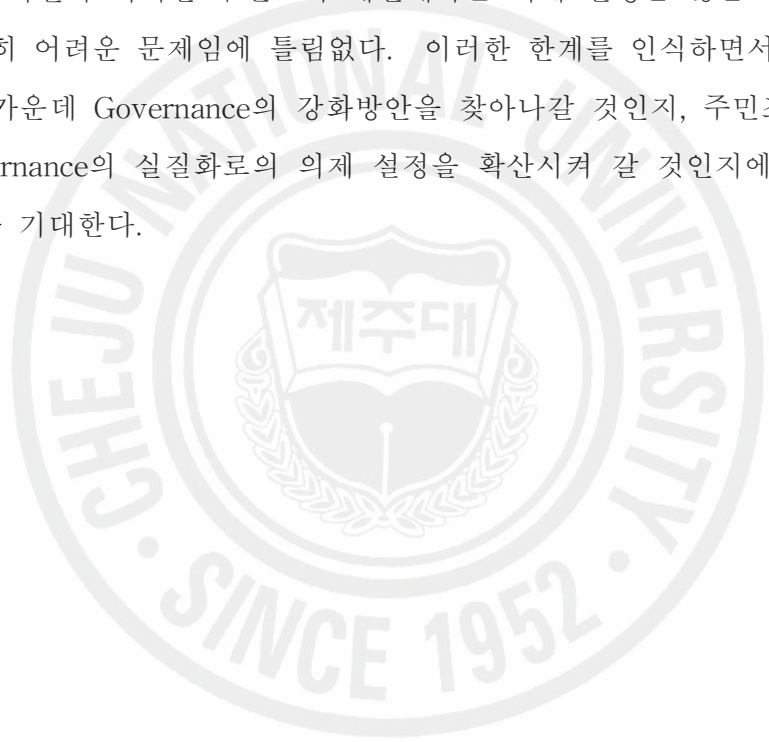 히 어려운 문제임에 틀림없다. 이러한 한계를 인식하면서
가운데 Governance의 강화방안을 찾아나갈 것인지, 주민
rnance의 실질화로의 의제 설정을 확산시켜 갈 것인지에
기대한다.
CHEJU NATIONAL UNIVERSITY
제주대
SINCE 1952